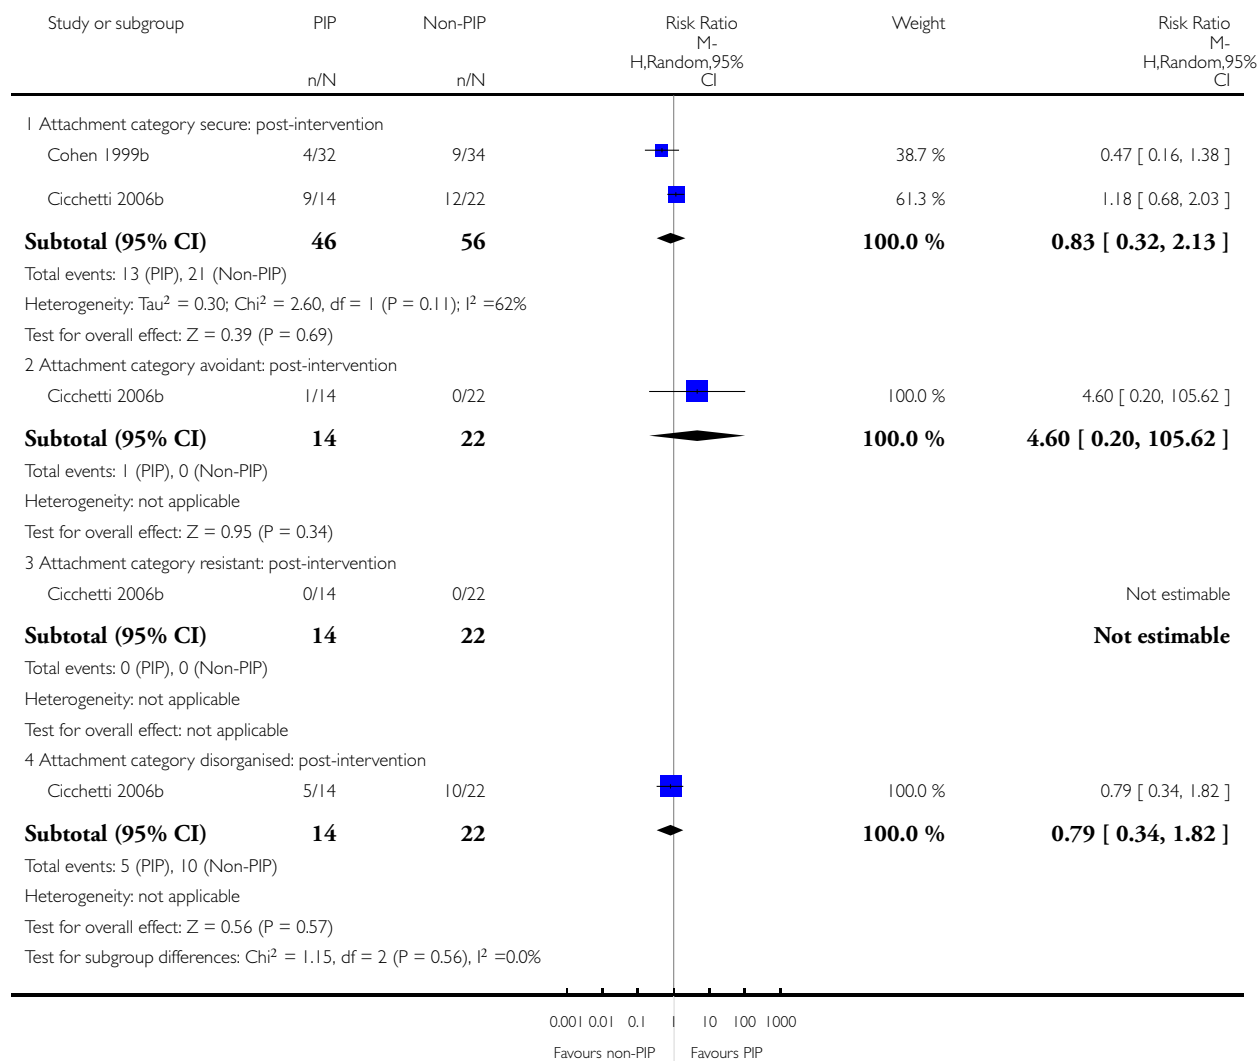 Study or subgroup PIP Non-PIP Risk Ratio Weight Risk Ratio
M- M-
H,Random,95% H,Random,95%
n/N n/N CI CI
1 Attachment category secure: post-intervention
Cohen 1999b 4/32 9/34 38.7 % 0.47 [ 0.16, 1.38 ]
Cicchetti 2006b 9/14 12/22 61.3 % 1.18 [ 0.68, 2.03 ]
Subtotal (95% CI) 46 56 100.0 % 0.83 [ 0.32, 2.13 ]
Total events: 13 (PIP), 21 (Non-PIP)
Heterogeneity: Tau² = 0.30; Chi² = 2.60, df = 1 (P = 0.11); I² =62%
Test for overall effect: Z = 0.39 (P = 0.69)
2 Attachment category avoidant: post-intervention
Cicchetti 2006b 1/14 0/22 100.0 % 4.60 [ 0.20, 105.62 ]
Subtotal (95% CI) 14 22 100.0 % 4.60 [ 0.20, 105.62 ]
Total events: 1 (PIP), 0 (Non-PIP)
Heterogeneity: not applicable
Test for overall effect: Z = 0.95 (P = 0.34)
3 Attachment category resistant: post-intervention
Cicchetti 2006b 0/14 0/22 Not estimable
Subtotal (95% CI) 14 22 Not estimable
Total events: 0 (PIP), 0 (Non-PIP)
Heterogeneity: not applicable
Test for overall effect: not applicable
4 Attachment category disorganised: post-intervention
Cicchetti 2006b 5/14 10/22 100.0 % 0.79 [ 0.34, 1.82 ]
Subtotal (95% CI) 14 22 100.0 % 0.79 [ 0.34, 1.82 ]
Total events: 5 (PIP), 10 (Non-PIP)
Heterogeneity: not applicable
Test for overall effect: Z = 0.56 (P = 0.57)
Test for subgroup differences: Chi² = 1.15, df = 2 (P = 0.56), I² =0.0%
0.001 0.01 0.1 1 10 100 1000
Favours non-PIP Favours PIP